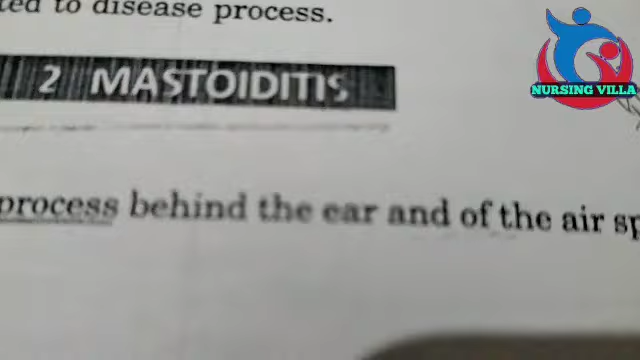 ted to disease process.
2 MASTOIDITIS
process behind the ear and of the air sp
NURSING VILLA